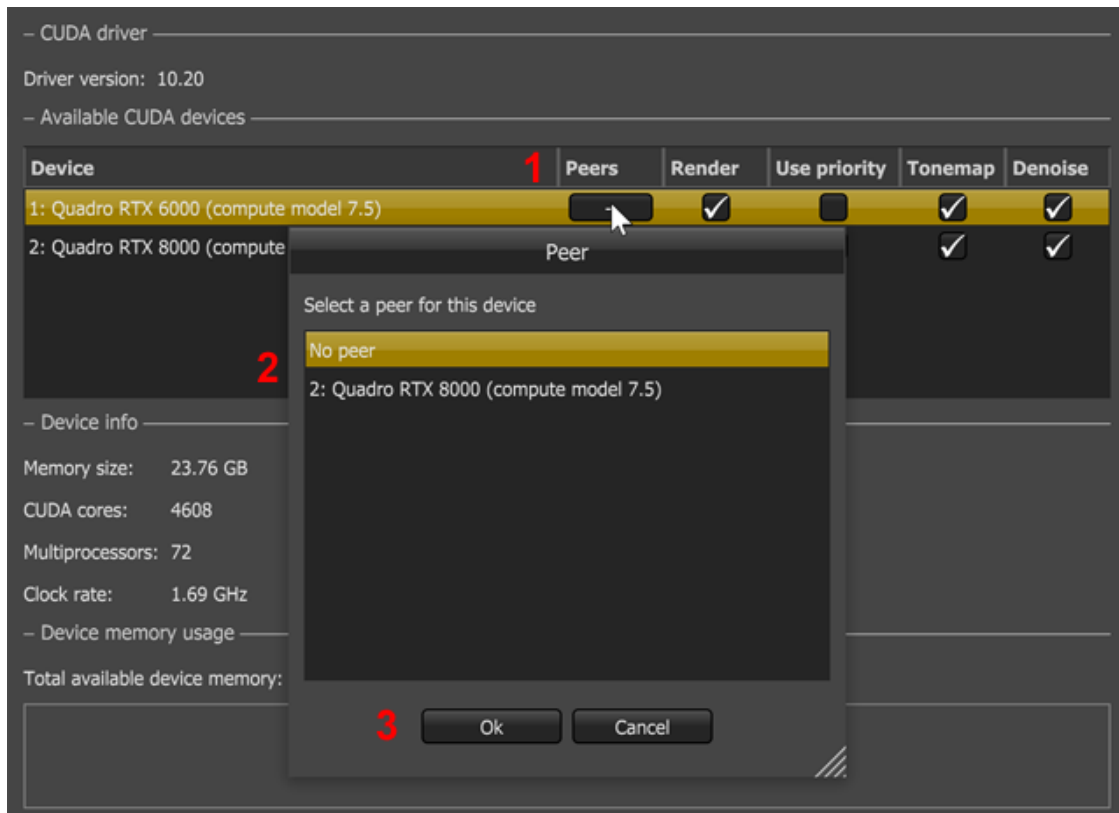 – CUDA driver
Driver version: 10.20
– Available CUDA devices
Device 1 Peers Render Use priority Tonemap Denoise
1: Quadro RTX 6000 (compute model 7.5) -
2: Quadro RTX 8000 (compute
Peer
Select a peer for this device
No peer
2
2: Quadro RTX 8000 (compute model 7.5)
– Device info
Memory size: 23.76 GB
CUDA cores: 4608
Multiprocessors: 72
Clock rate: 1.69 GHz
– Device memory usage
Total available device memory:
3 Ok Cancel